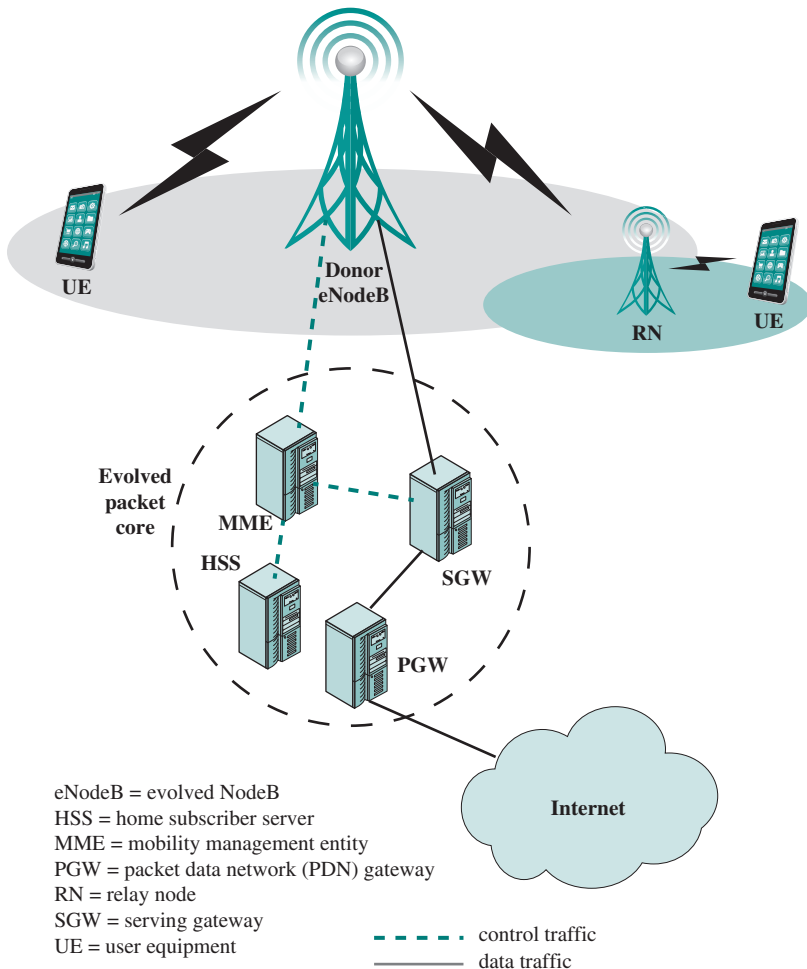 UE
Donor
eNodeB
RN
UE
Evolved
packet
core
MME
SGW
HSS
PGW
Internet
eNodeB = evolved NodeB
HSS = home subscriber server
MME = mobility management entity
PGW = packet data network (PDN) gateway
RN = relay node
SGW = serving gateway
UE = user equipment
control traffic
data traffic